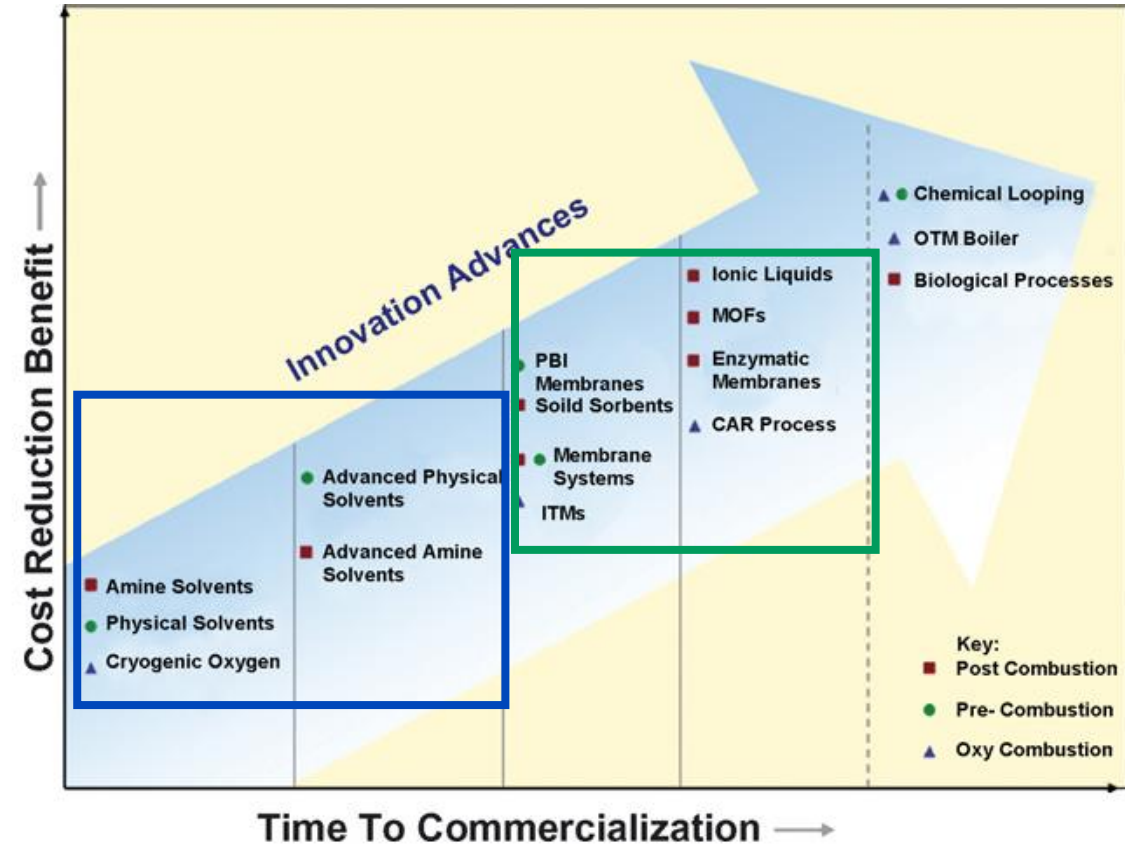 Cost Reduction Benefit
Innovation Advances
Amine Solvents
Physical Solvents
Cryogenic Oxygen
Advanced Physical
Solvents
Advanced Amine
Solvents
PBI
Membranes
Soild Sorbents
Membrane
Systems
ITMs
Ionic Liquids
MOFs
Enzymatic
Membranes
CAR Process
Chemical Looping
OTM Boiler
Biological Processes
Key:
Post Combustion
Pre- Combustion
Oxy Combustion
Time To Commercialization